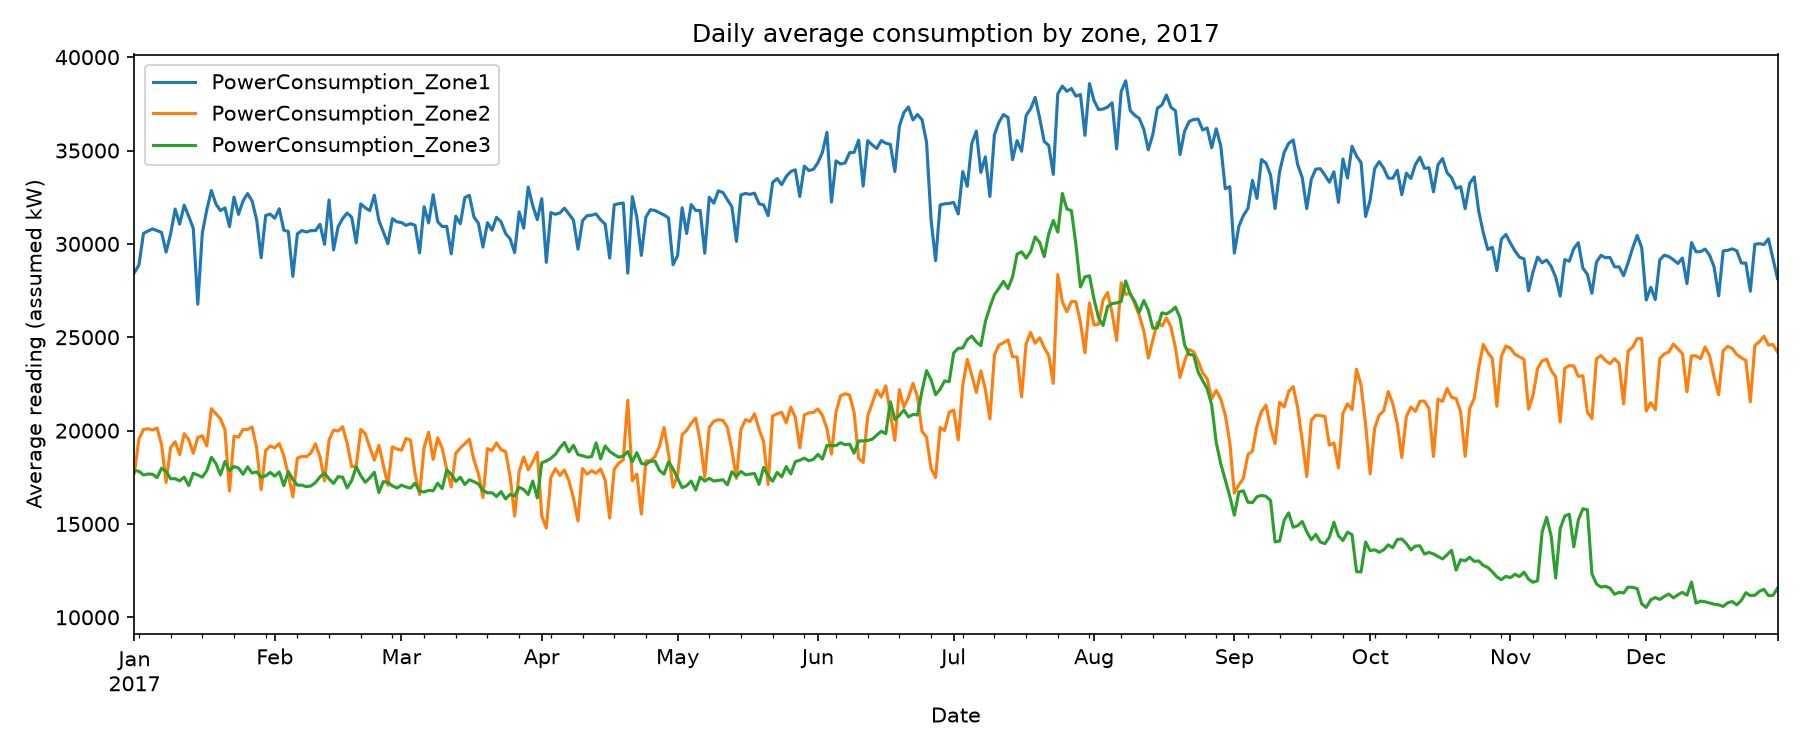 Daily average consumption by zone, 2017
PowerConsumption_Zone1
PowerConsumption_Zone2
PowerConsumption_Zone3
Average reading (assumed kW)
40000
35000
30000
25000
20000
15000
10000
Jan Feb Mar Apr May Jun Jul Aug Sep Oct Nov Dec
2017
Date